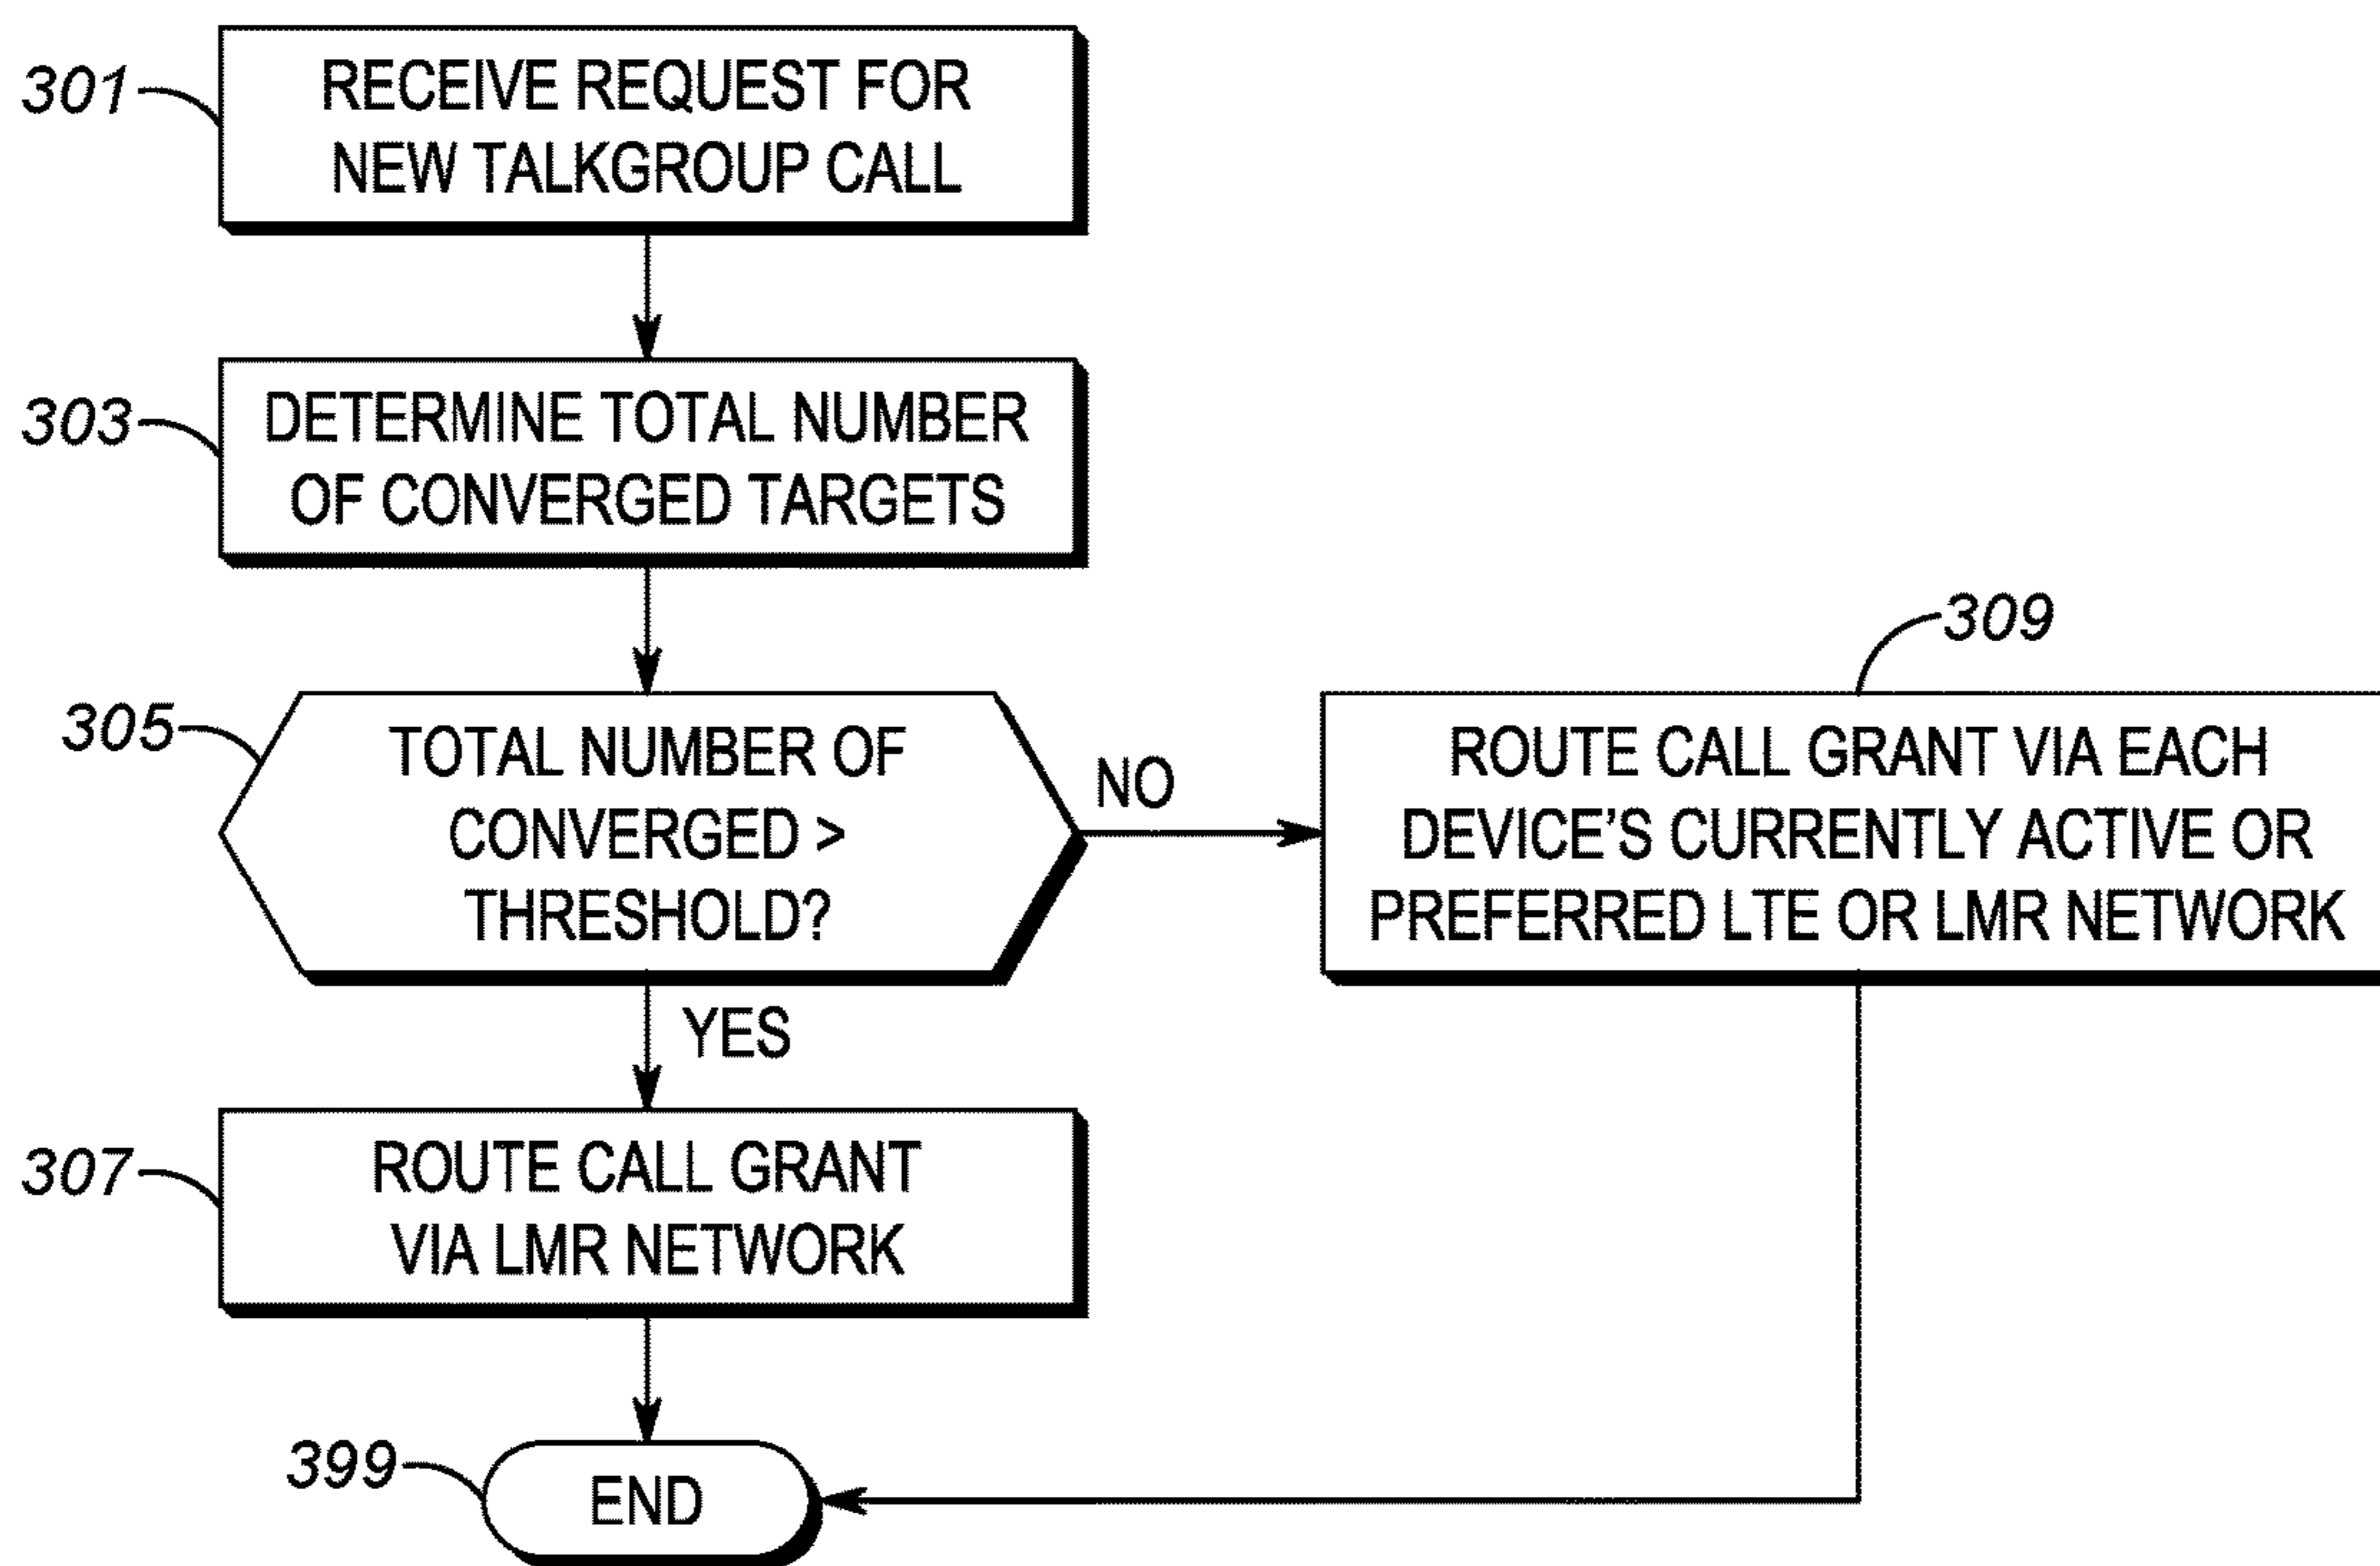 301
RECEIVE REQUEST FOR
NEW TALKGROUP CALL
303
DETERMINE TOTAL NUMBER
OF CONVERGED TARGETS
305
TOTAL NUMBER OF
CONVERGED >
THRESHOLD?
NO
309
ROUTE CALL GRANT VIA EACH
DEVICE'S CURRENTLY ACTIVE OR
PREFERRED LTE OR LMR NETWORK
YES
307
ROUTE CALL GRANT
VIA LMR NETWORK
399
END